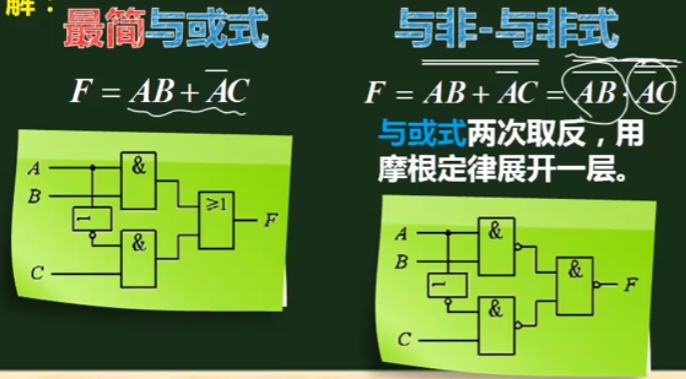 解：
最简与或式
F = AB + A̅C
A
B
C
&
1
&
≥1
F
与非-与非式
F = \overline{\overline{AB + \overline{A}C}} = \overline{\overline{AB} · \overline{\overline{A}C}}
与或式两次取反，用
摩根定律展开一层。
A
B
C
&
1
&
&
F